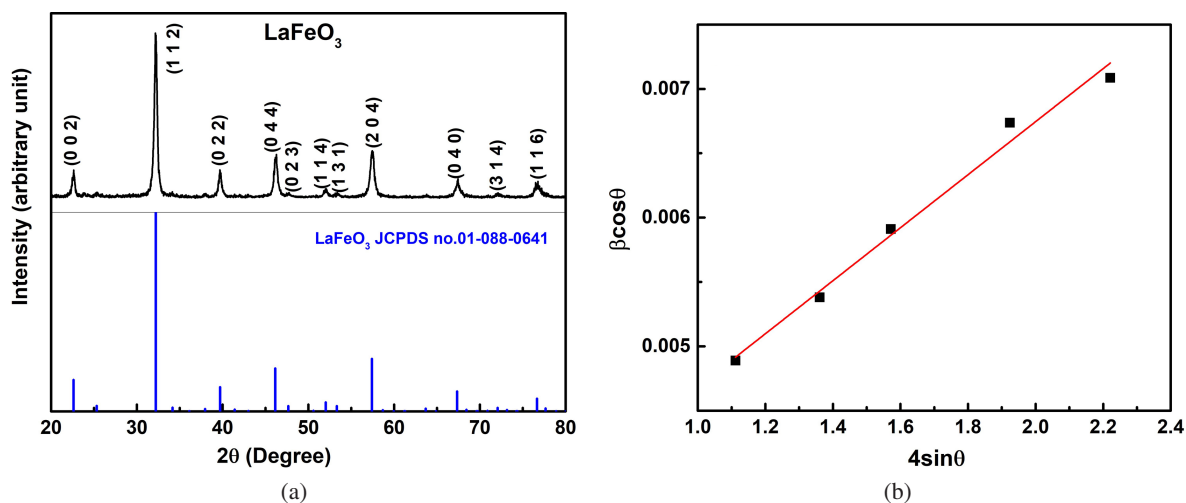 LaFeO₃
(0 0 2)
(1 1 2)
(0 2 2)
(0 4 4)
(0 2 3)
(1 1 4)
(1 3 1)
(2 0 4)
(0 4 0)
(3 1 4)
(1 1 6)
LaFeO₃ JCPDS no.01-088-0641
Intensity (arbitrary unit)
20 30 40 50 60 70 80
2θ (Degree)
(a)
0.007
0.006
0.005
βcosθ
1.0 1.2 1.4 1.6 1.8 2.0 2.2 2.4
4sinθ
(b)